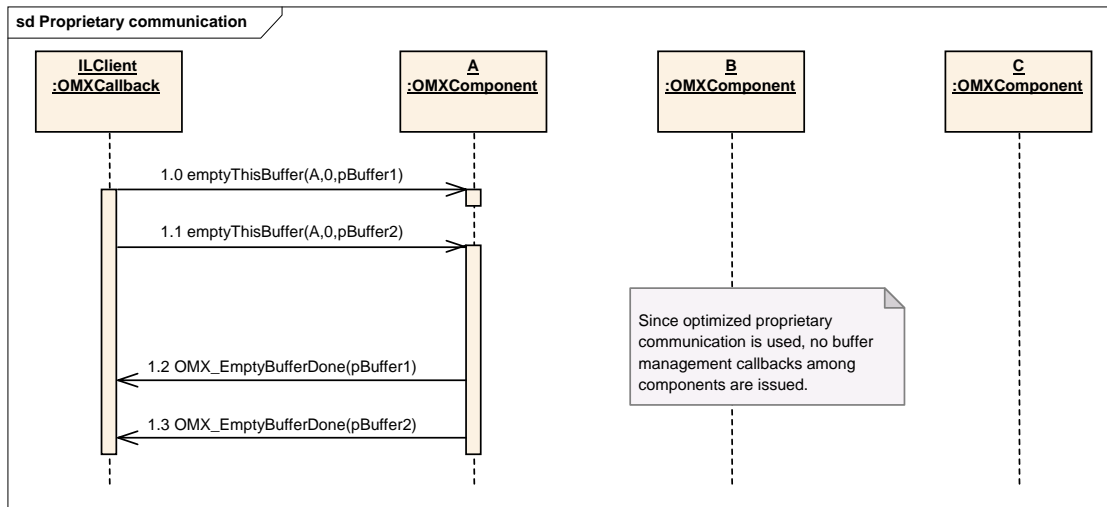 sd Proprietary communication
ILClient
:OMXCallback
A
:OMXComponent
B
:OMXComponent
C
:OMXComponent
1.0 emptyThisBuffer(A,0,pBuffer1)
1.1 emptyThisBuffer(A,0,pBuffer2)
Since optimized proprietary
communication is used, no buffer
management callbacks among
components are issued.
1.2 OMX_EmptyBufferDone(pBuffer1)
1.3 OMX_EmptyBufferDone(pBuffer2)